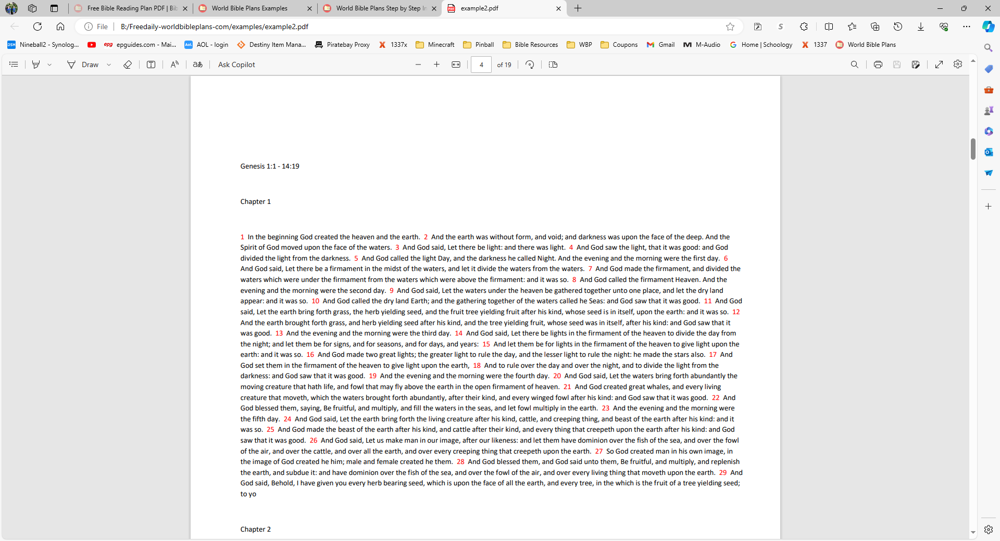 Free Bible Reading Plan PDF | Bib
World Bible Plans Examples
World Bible Plans Step by Step In
example2.pdf
File
B:/Freedaily-worldbibleplans-com/examples/example2.pdf
Nineball2 - Synolog...
epguides.com - Mai...
AOL - login
Destiny Item Mana...
Piratebay Proxy
1337x
Minecraft
Pinball
Bible Resources
WBP
Coupons
Gmail
M-Audio
Home | Schoology
1337
World Bible Plans
Draw
Ask Copilot
4 of 19
Genesis 1:1 - 14:19
Chapter 1
1 In the beginning God created the heaven and the earth. 2 And the earth was without form, and void; and darkness was upon the face of the deep. And the
Spirit of God moved upon the face of the waters. 3 And God said, Let there be light: and there was light. 4 And God saw the light, that it was good: and God
divided the light from the darkness. 5 And God called the light Day, and the darkness he called Night. And the evening and the morning were the first day. 6
And God said, Let there be a firmament in the midst of the waters, and let it divide the waters from the waters. 7 And God made the firmament, and divided the
waters which were under the firmament from the waters which were above the firmament: and it was so. 8 And God called the firmament Heaven. And the
evening and the morning were the second day. 9 And God said, Let the waters under the heaven be gathered together unto one place, and let the dry land
appear: and it was so. 10 And God called the dry land Earth; and the gathering together of the waters called he Seas: and God saw that it was good. 11 And God
said, Let the earth bring forth grass, the herb yielding seed, and the fruit tree yielding fruit after his kind, whose seed is in itself, upon the earth: and it was so. 12
And the earth brought forth grass, and herb yielding seed after his kind, and the tree yielding fruit, whose seed was in itself, after his kind: and God saw that it
was good. 13 And the evening and the morning were the third day. 14 And God said, Let there be lights in the firmament of the heaven to divide the day from
the night; and let them be for signs, and for seasons, and for days, and years: 15 And let them be for lights in the firmament of the heaven to give light upon the
earth: and it was so. 16 And God made two great lights; the greater light to rule the day, and the lesser light to rule the night: he made the stars also. 17 And
God set them in the firmament of the heaven to give light upon the earth, 18 And to rule over the day and over the night, and to divide the light from the
darkness: and God saw that it was good. 19 And the evening and the morning were the fourth day. 20 And God said, Let the waters bring forth abundantly the
moving creature that hath life, and fowl that may fly above the earth in the open firmament of heaven. 21 And God created great whales, and every living
creature that moveth, which the waters brought forth abundantly, after their kind, and every winged fowl after his kind: and God saw that it was good. 22 And
God blessed them, saying, Be fruitful, and multiply, and fill the waters in the seas, and let fowl multiply in the earth. 23 And the evening and the morning were
the fifth day. 24 And God said, Let the earth bring forth the living creature after his kind, cattle, and creeping thing, and beast of the earth after his kind: and it
was so. 25 And God made the beast of the earth after his kind, and cattle after their kind, and every thing that creepeth upon the earth after his kind: and God
saw that it was good. 26 And God said, Let us make man in our image, after our likeness: and let them have dominion over the fish of the sea, and over the fowl
of the air, and over the cattle, and over all the earth, and over every creeping thing that creepeth upon the earth. 27 So God created man in his own image, in
the image of God created he him; male and female created he them. 28 And God blessed them, and God said unto them, Be fruitful, and multiply, and replenish
the earth, and subdue it: and have dominion over the fish of the sea, and over the fowl of the air, and over every living thing that moveth upon the earth. 29 And
God said, Behold, I have given you every herb bearing seed, which is upon the face of all the earth, and every tree, in the which is the fruit of a tree yielding seed;
to yo
Chapter 2